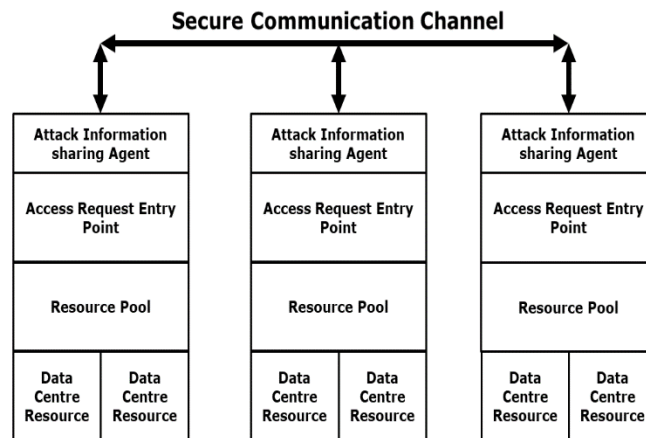 Secure Communication Channel
Attack Information
sharing Agent
Access Request Entry
Point
Resource Pool
Data
Centre
Resource
Data
Centre
Resource
Attack Information
sharing Agent
Access Request Entry
Point
Resource Pool
Data
Centre
Resource
Data
Centre
Resource
Attack Information
sharing Agent
Access Request Entry
Point
Resource Pool
Data
Centre
Resource
Data
Centre
Resource